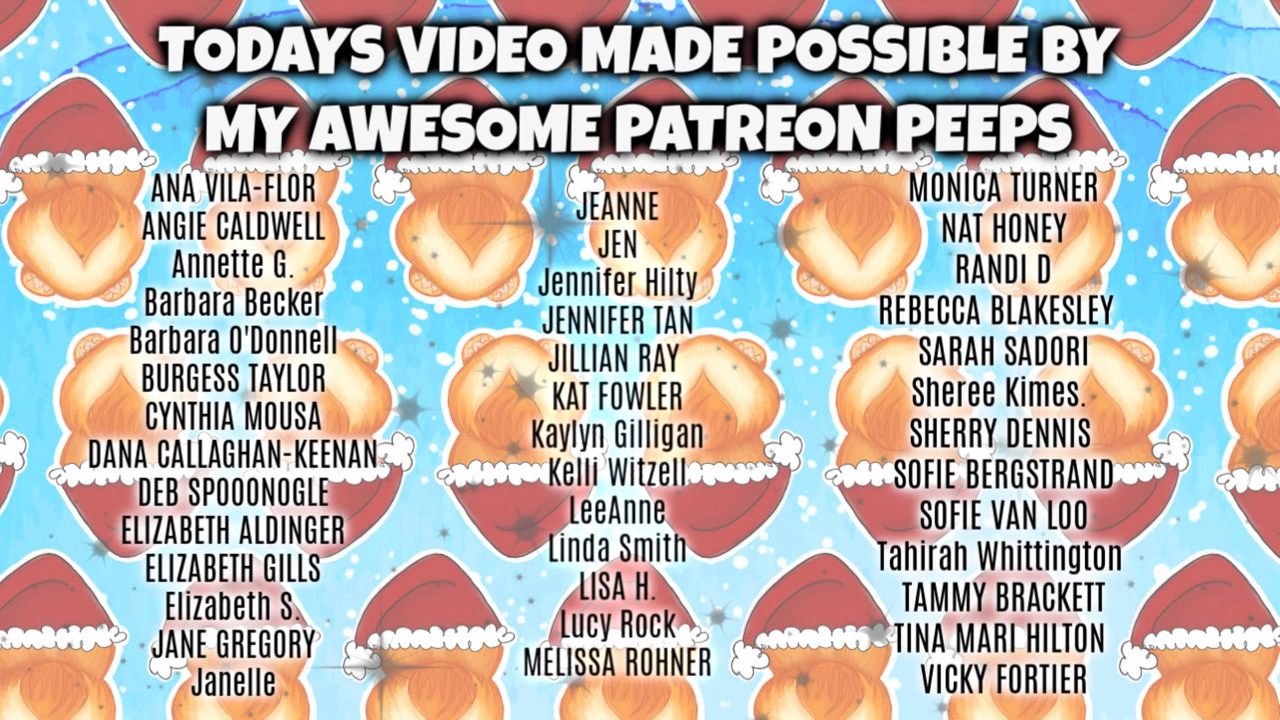 TODAYS VIDEO MADE POSSIBLE BY
MY AWESOME PATREON PEEPS
ANA VILA-FLOR
ANGIE CALDWELL
Annette G.
Barbara Becker
Barbara O'Donnell
BURGESS TAYLOR
CYNTHIA MOUSA
DANA CALLAGHAN-KEENAN
DEB SPOOONOGLE
ELIZABETH ALDINGER
ELIZABETH GILLS
Elizabeth S.
JANE GREGORY
Janelle
JEANNE
JEN
Jennifer Hilty
JENNIFER TAN
JILLIAN RAY
KAT FOWLER
Kaylyn Gilligan
Kelli Witzell
LeeAnne
Linda Smith
LISA H.
Lucy Rock
MELISSA ROHNER
MONICA TURNER
NAT HONEY
RANDI D
REBECCA BLAKESLEY
SARAH SADORI
Sheree Kimes.
SHERRY DENNIS
SOFIE BERGSTRAND
SOFIE VAN LOO
Tahirah Whittington
TAMMY BRACKETT
TINA MARI HILTON
VICKY FORTIER